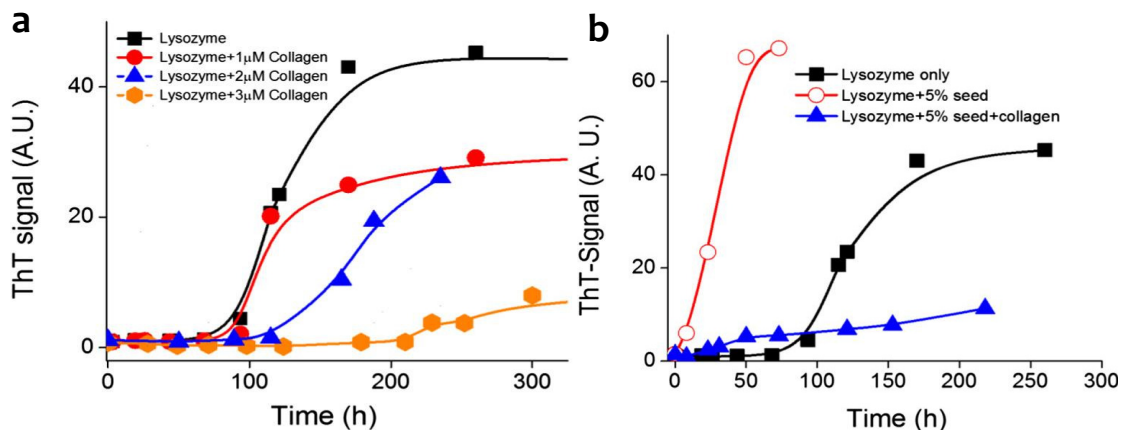 a
Lysozyme
Lysozyme+1μM Collagen
Lysozyme+2μM Collagen
Lysozyme+3μM Collagen
ThT signal (A.U.)
40
20
0
0 100 200 300
Time (h)
b
Lysozyme only
Lysozyme+5% seed
Lysozyme+5% seed+collagen
ThT-Signal (A. U.)
60
40
20
0
0 50 100 150 200 250 300
Time (h)